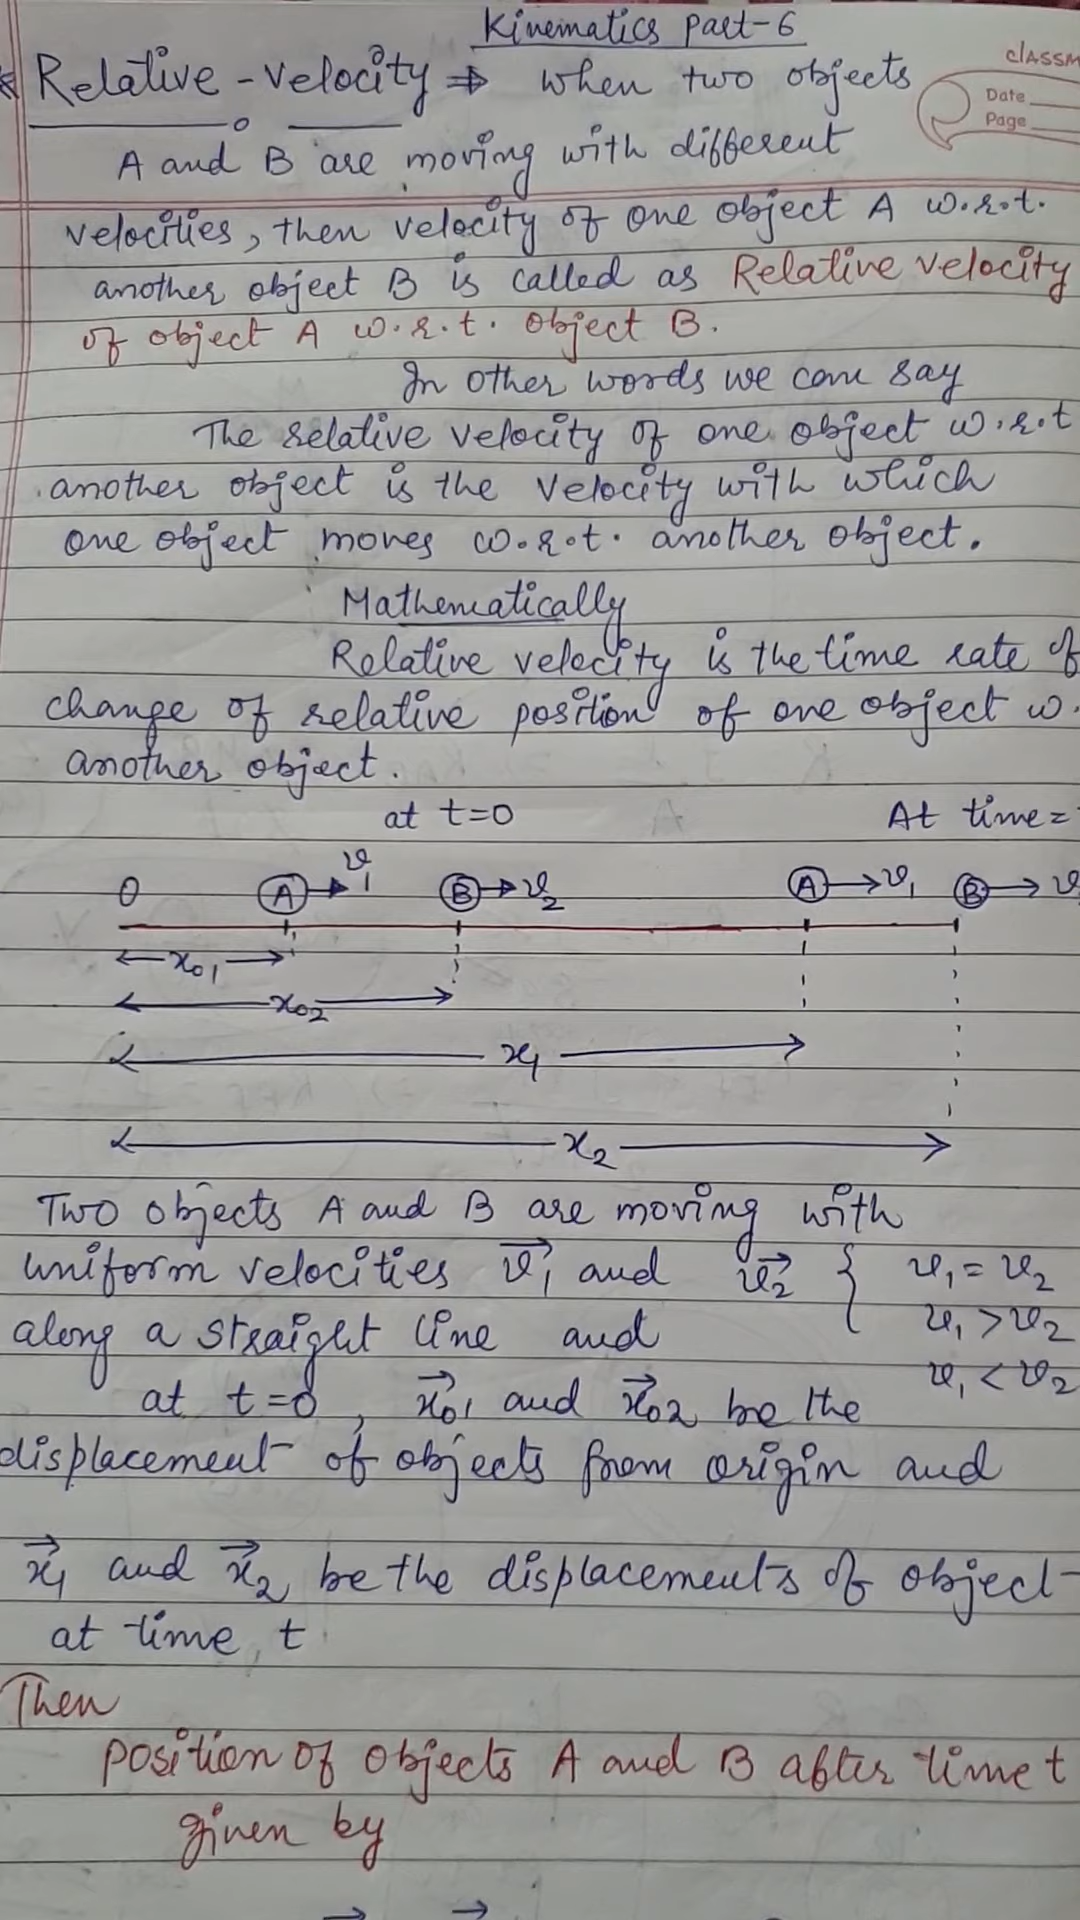 Kinematics part-6
Relative-velocity ⇒ when two objects
classm
Date
Page
A and B are moving with different
velocities, then velocity of one object A w.r.t.
another object B is called as Relative velocity
of object A w.r.t. object B.
In other words we can say
The relative velocity of one object w.r.t
another object is the velocity with which
one object moves w.r.t. another object.
Mathematically
Relative velocity is the time rate of
change of relative position of one object w.
another object.
at t=0 At time=
O A → v₁ B → v₂ A → v₁ B → v
x₀₁
x₀₂
x₁
x₂
Two objects A and B are moving with
uniform velocities v⃗₁ and v⃗₂ { v₁ = v₂
along a straight line and v₁ > v₂
v₁ < v₂
at t=0, x⃗₀₁ and x⃗₀₂ be the
displacement of objects from origin and
x⃗₁ and x⃗₂ be the displacements of object
at time, t
Then
position of objects A and B after time t
given by